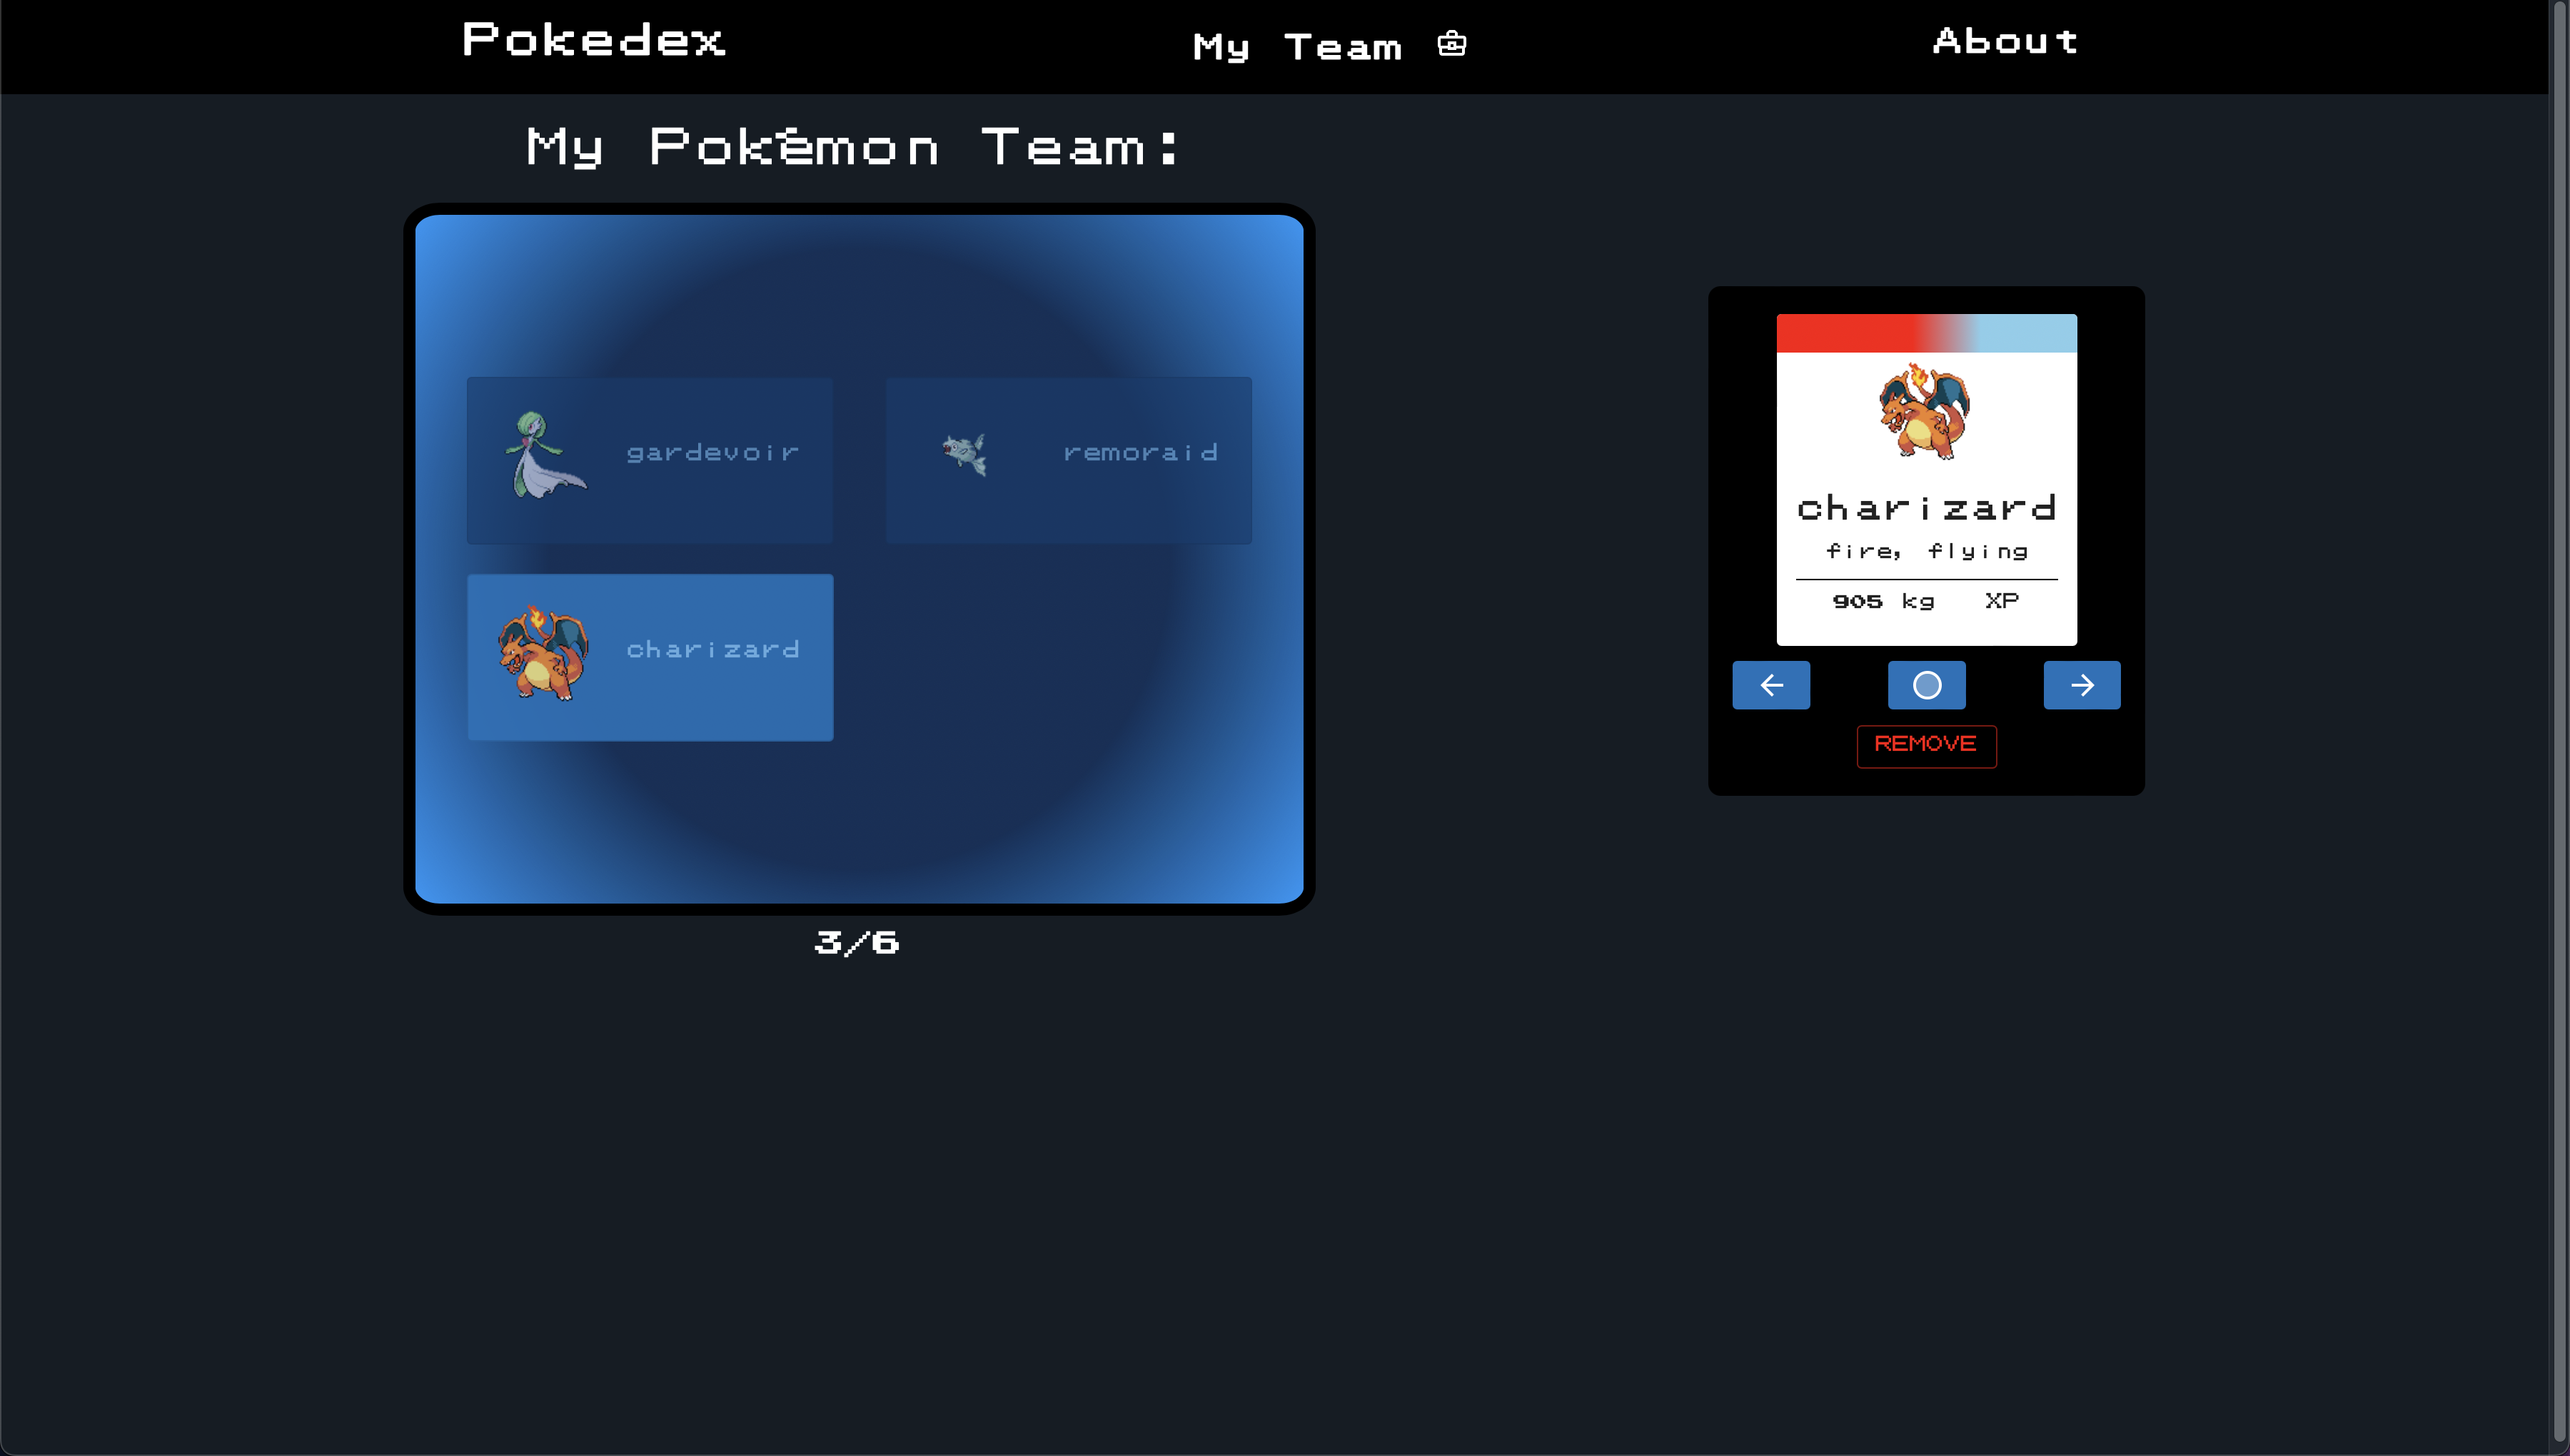 Pokedex
My Team
About
My Pokémon Team:
gardevoir
remoraid
charizard
3/6
charizard
fire, flying
905 kg XP
REMOVE